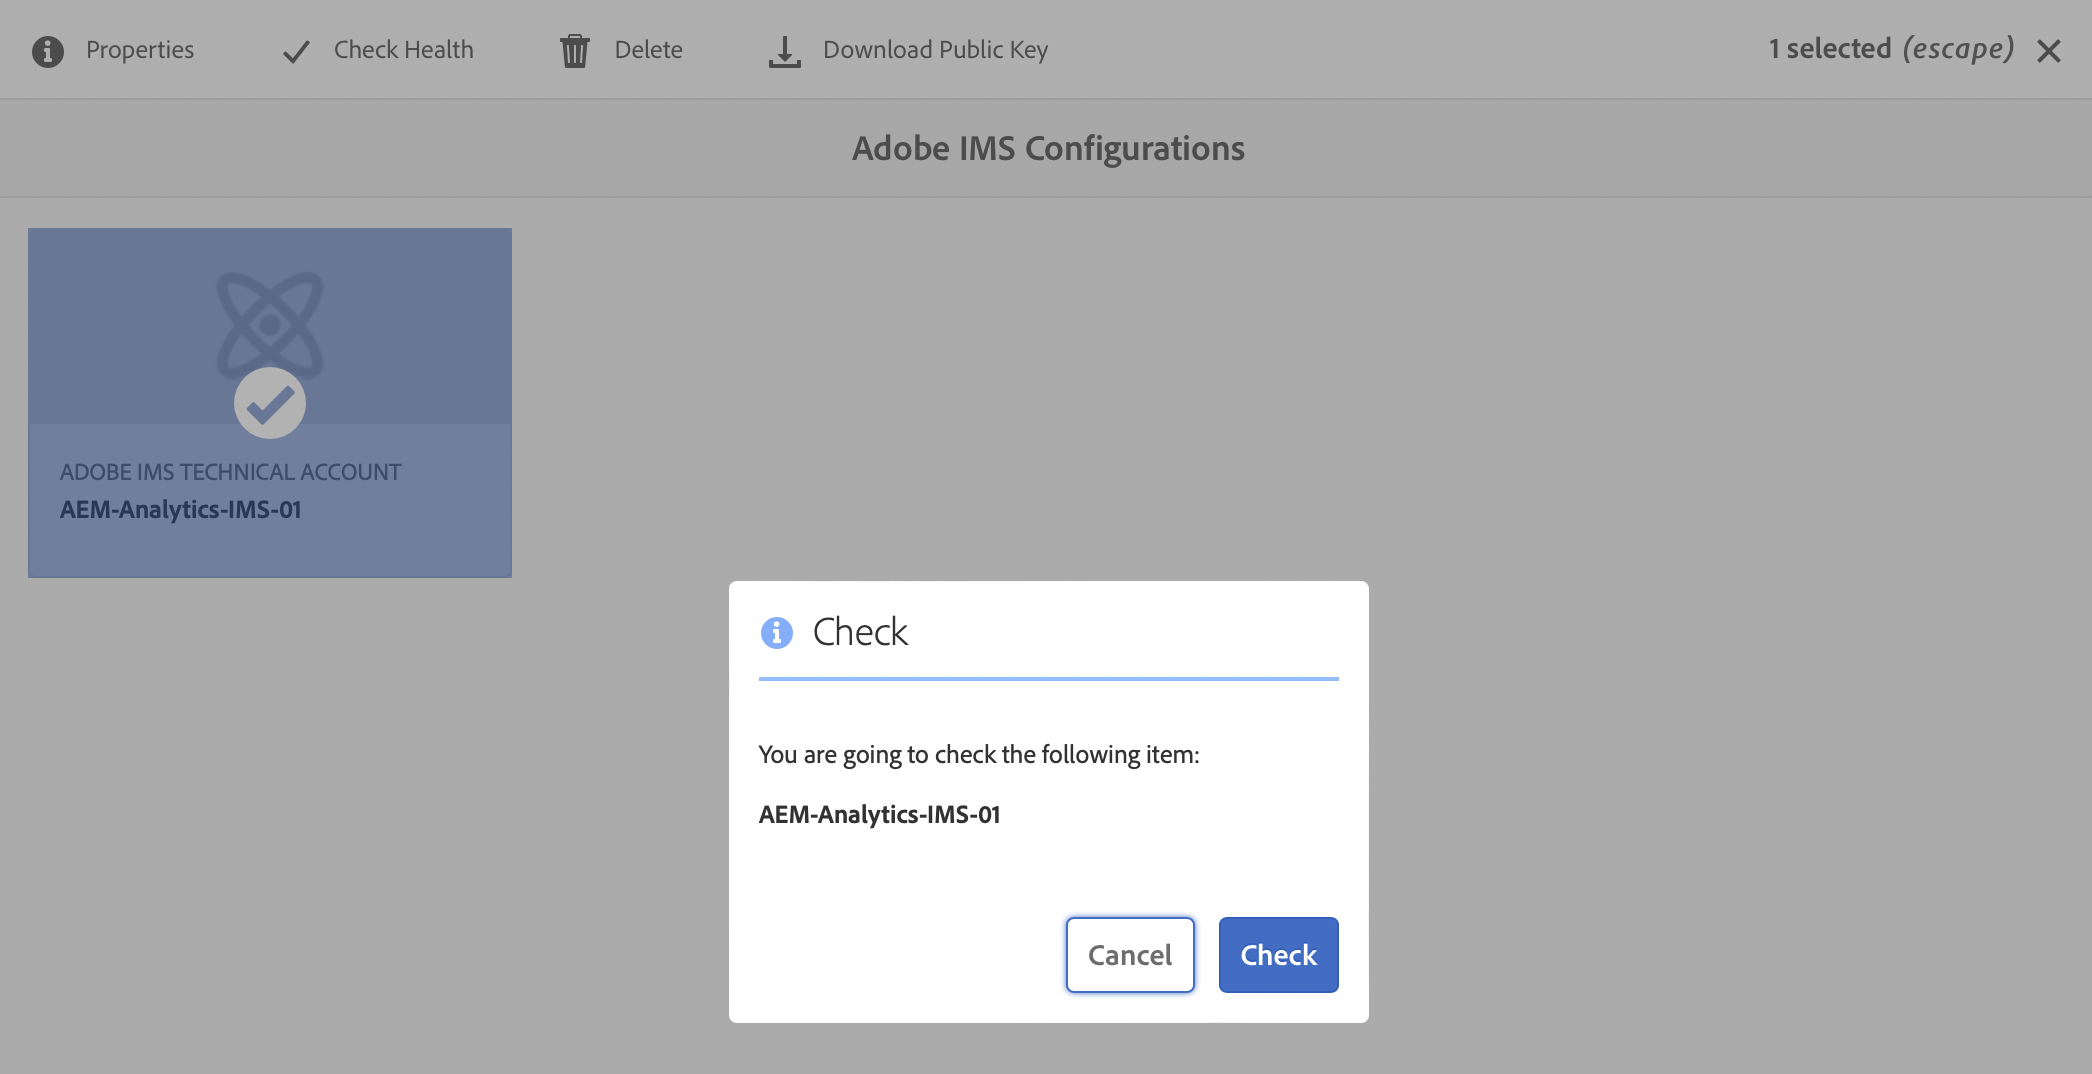 Properties
Check Health
Delete
Download Public Key
1 selected (escape)
Adobe IMS Configurations
ADOBE IMS TECHNICAL ACCOUNT
AEM-Analytics-IMS-01
Check
You are going to check the following item:
AEM-Analytics-IMS-01
Cancel
Check